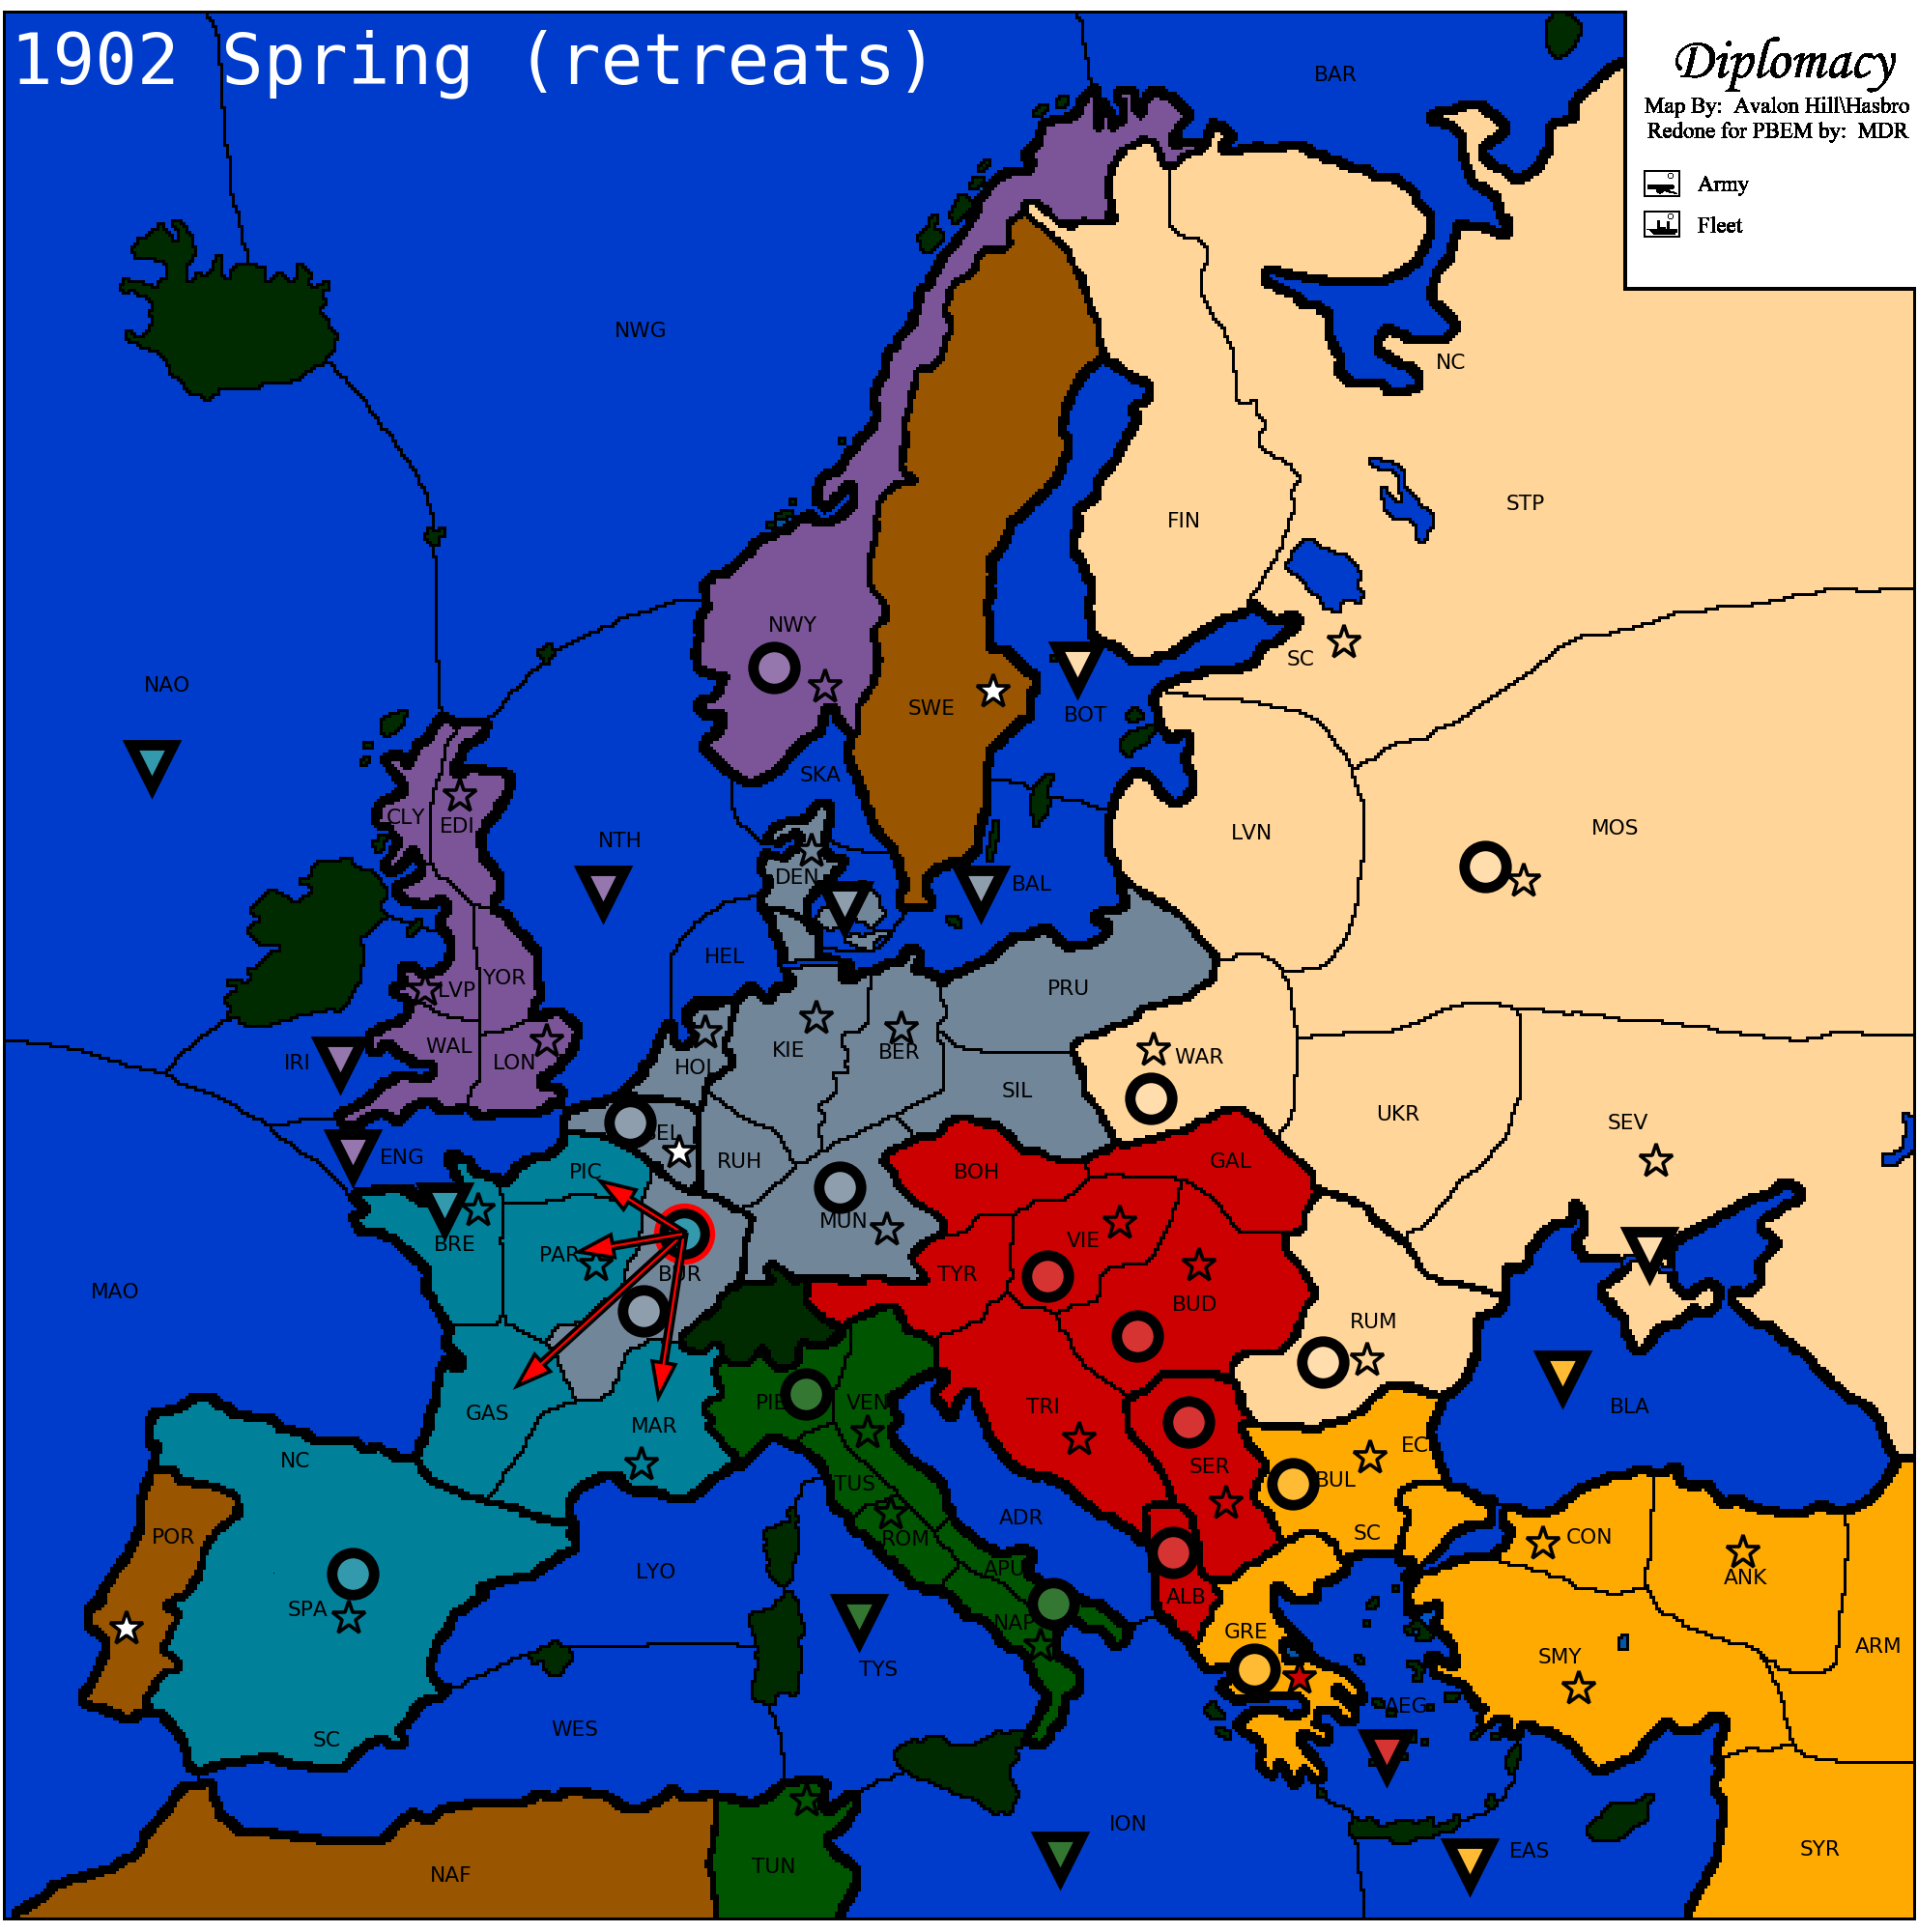 1902 Spring (retreats)
Diplomacy
Map By: Avalon Hill\Hasbro
Redone for PBEM by: MDR
Army
Fleet
BAR
NWG
NC
STP
FIN
NWY
SC
NAO
SWE
BOT
SKA
CLY
EDI
NTH
LVN
MOS
DEN
BAL
HEL
YOR
LVP
PRU
WAL
LON
IRI
HOL
KIE
BER
WAR
SIL
UKR
SEV
ENG
BEL
PIC
RUH
BOH
GAL
MUN
BRE
PAR
BUR
VIE
TYR
BUD
MAO
RUM
GAS
MAR
PIE
VEN
TRI
BLA
NC
TUS
SER
BUL
EC
SC
POR
ROM
ADR
CON
ANK
LYO
APU
ALB
SPA
NAP
GRE
SMY
ARM
TYS
AEG
WES
SC
ION
EAS
SYR
NAF
TUN